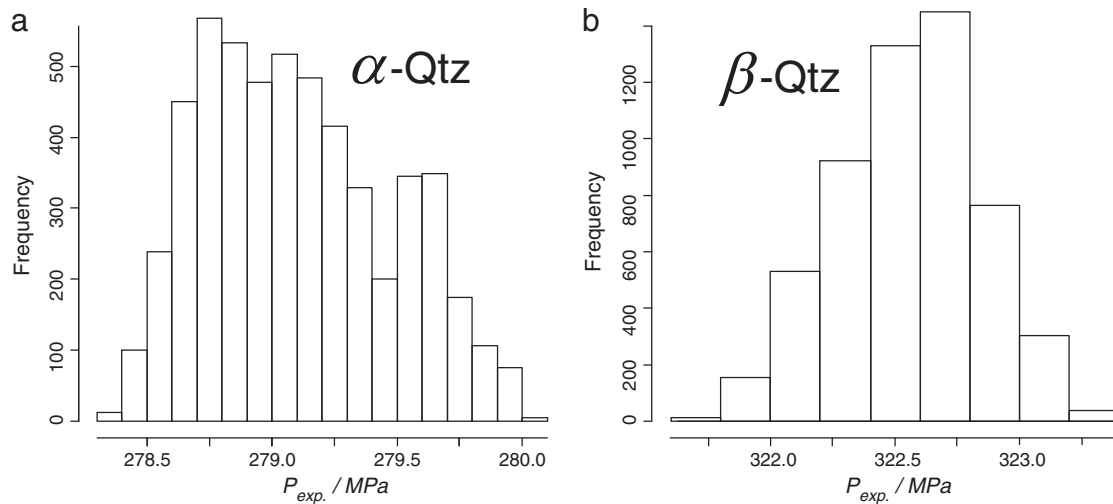 a
α-Qtz
Frequency
0 100 200 300 400 500
278.5 279.0 279.5 280.0
P_exp. / MPa
b
β-Qtz
Frequency
0 200 400 600 800 1000 1200
322.0 322.5 323.0
P_exp. / MPa